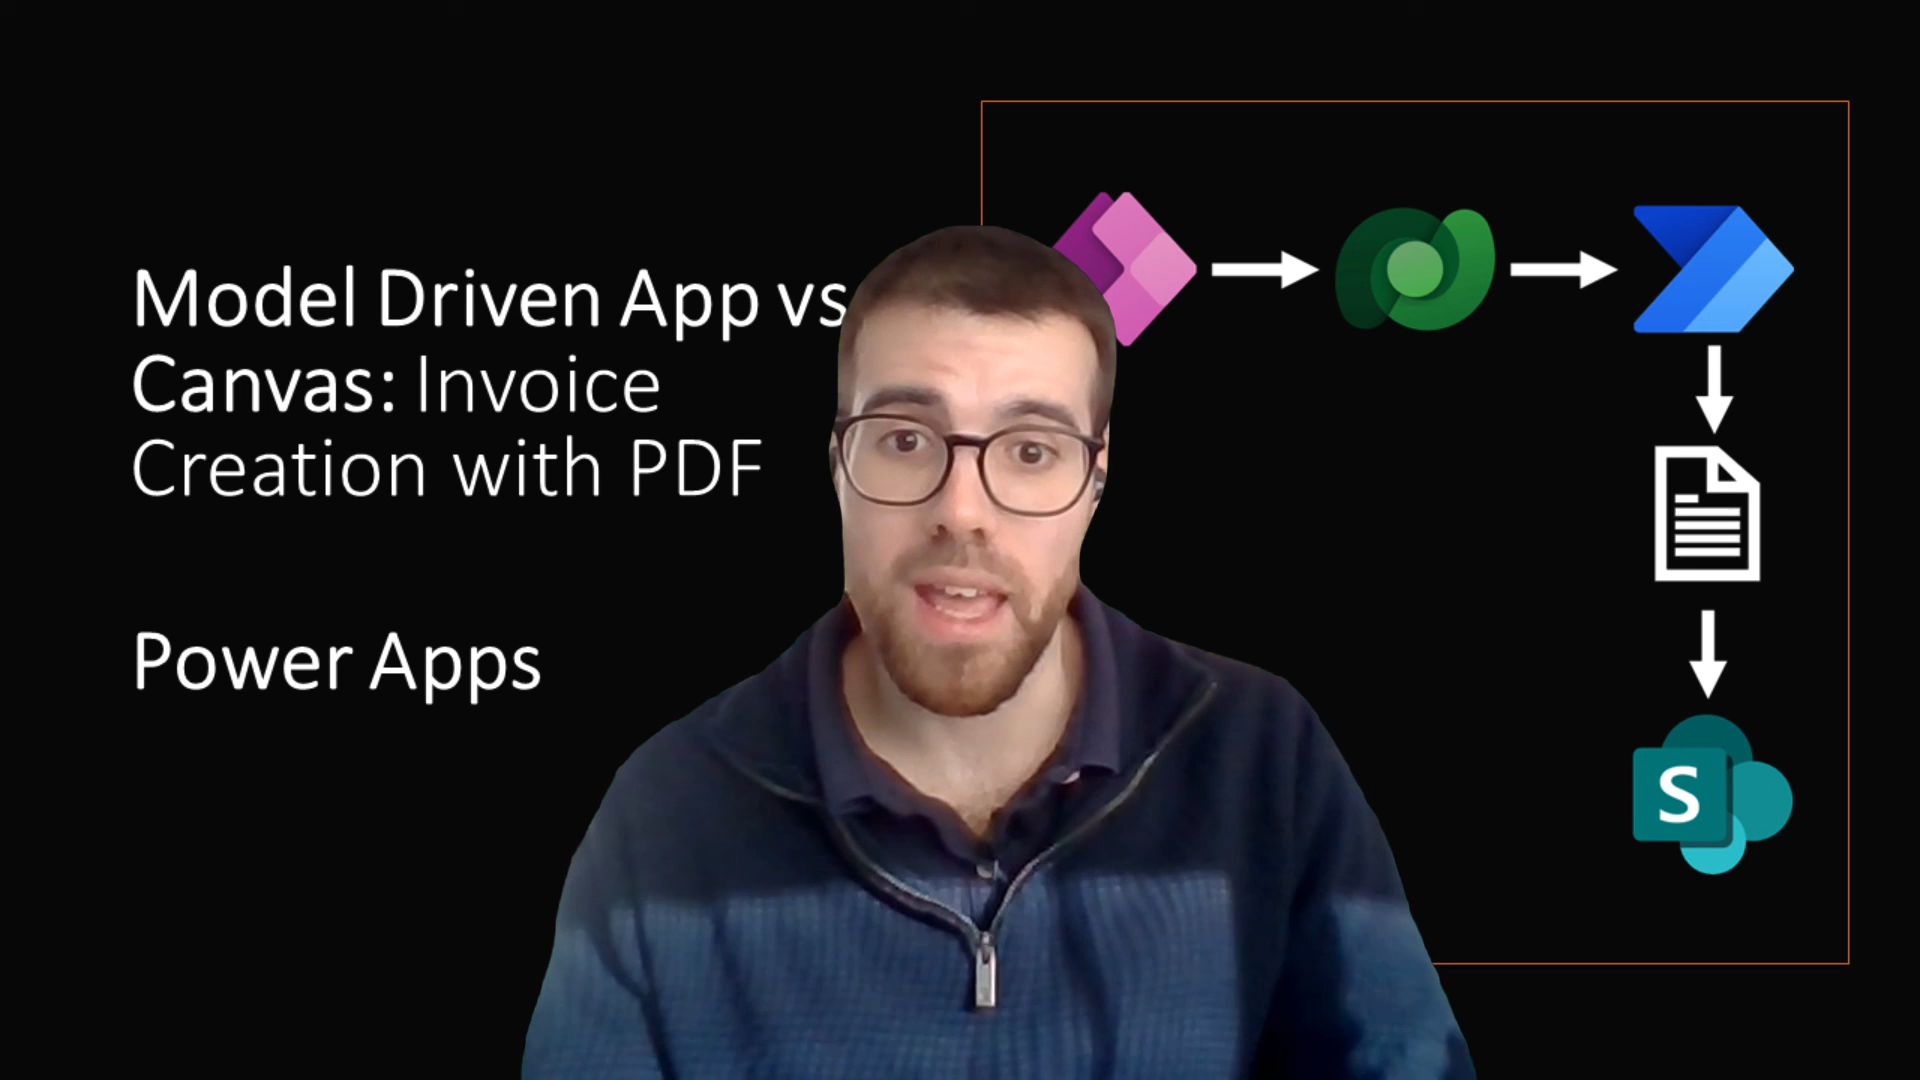 Model Driven App vs
Canvas: Invoice
Creation with PDF
Power Apps
S